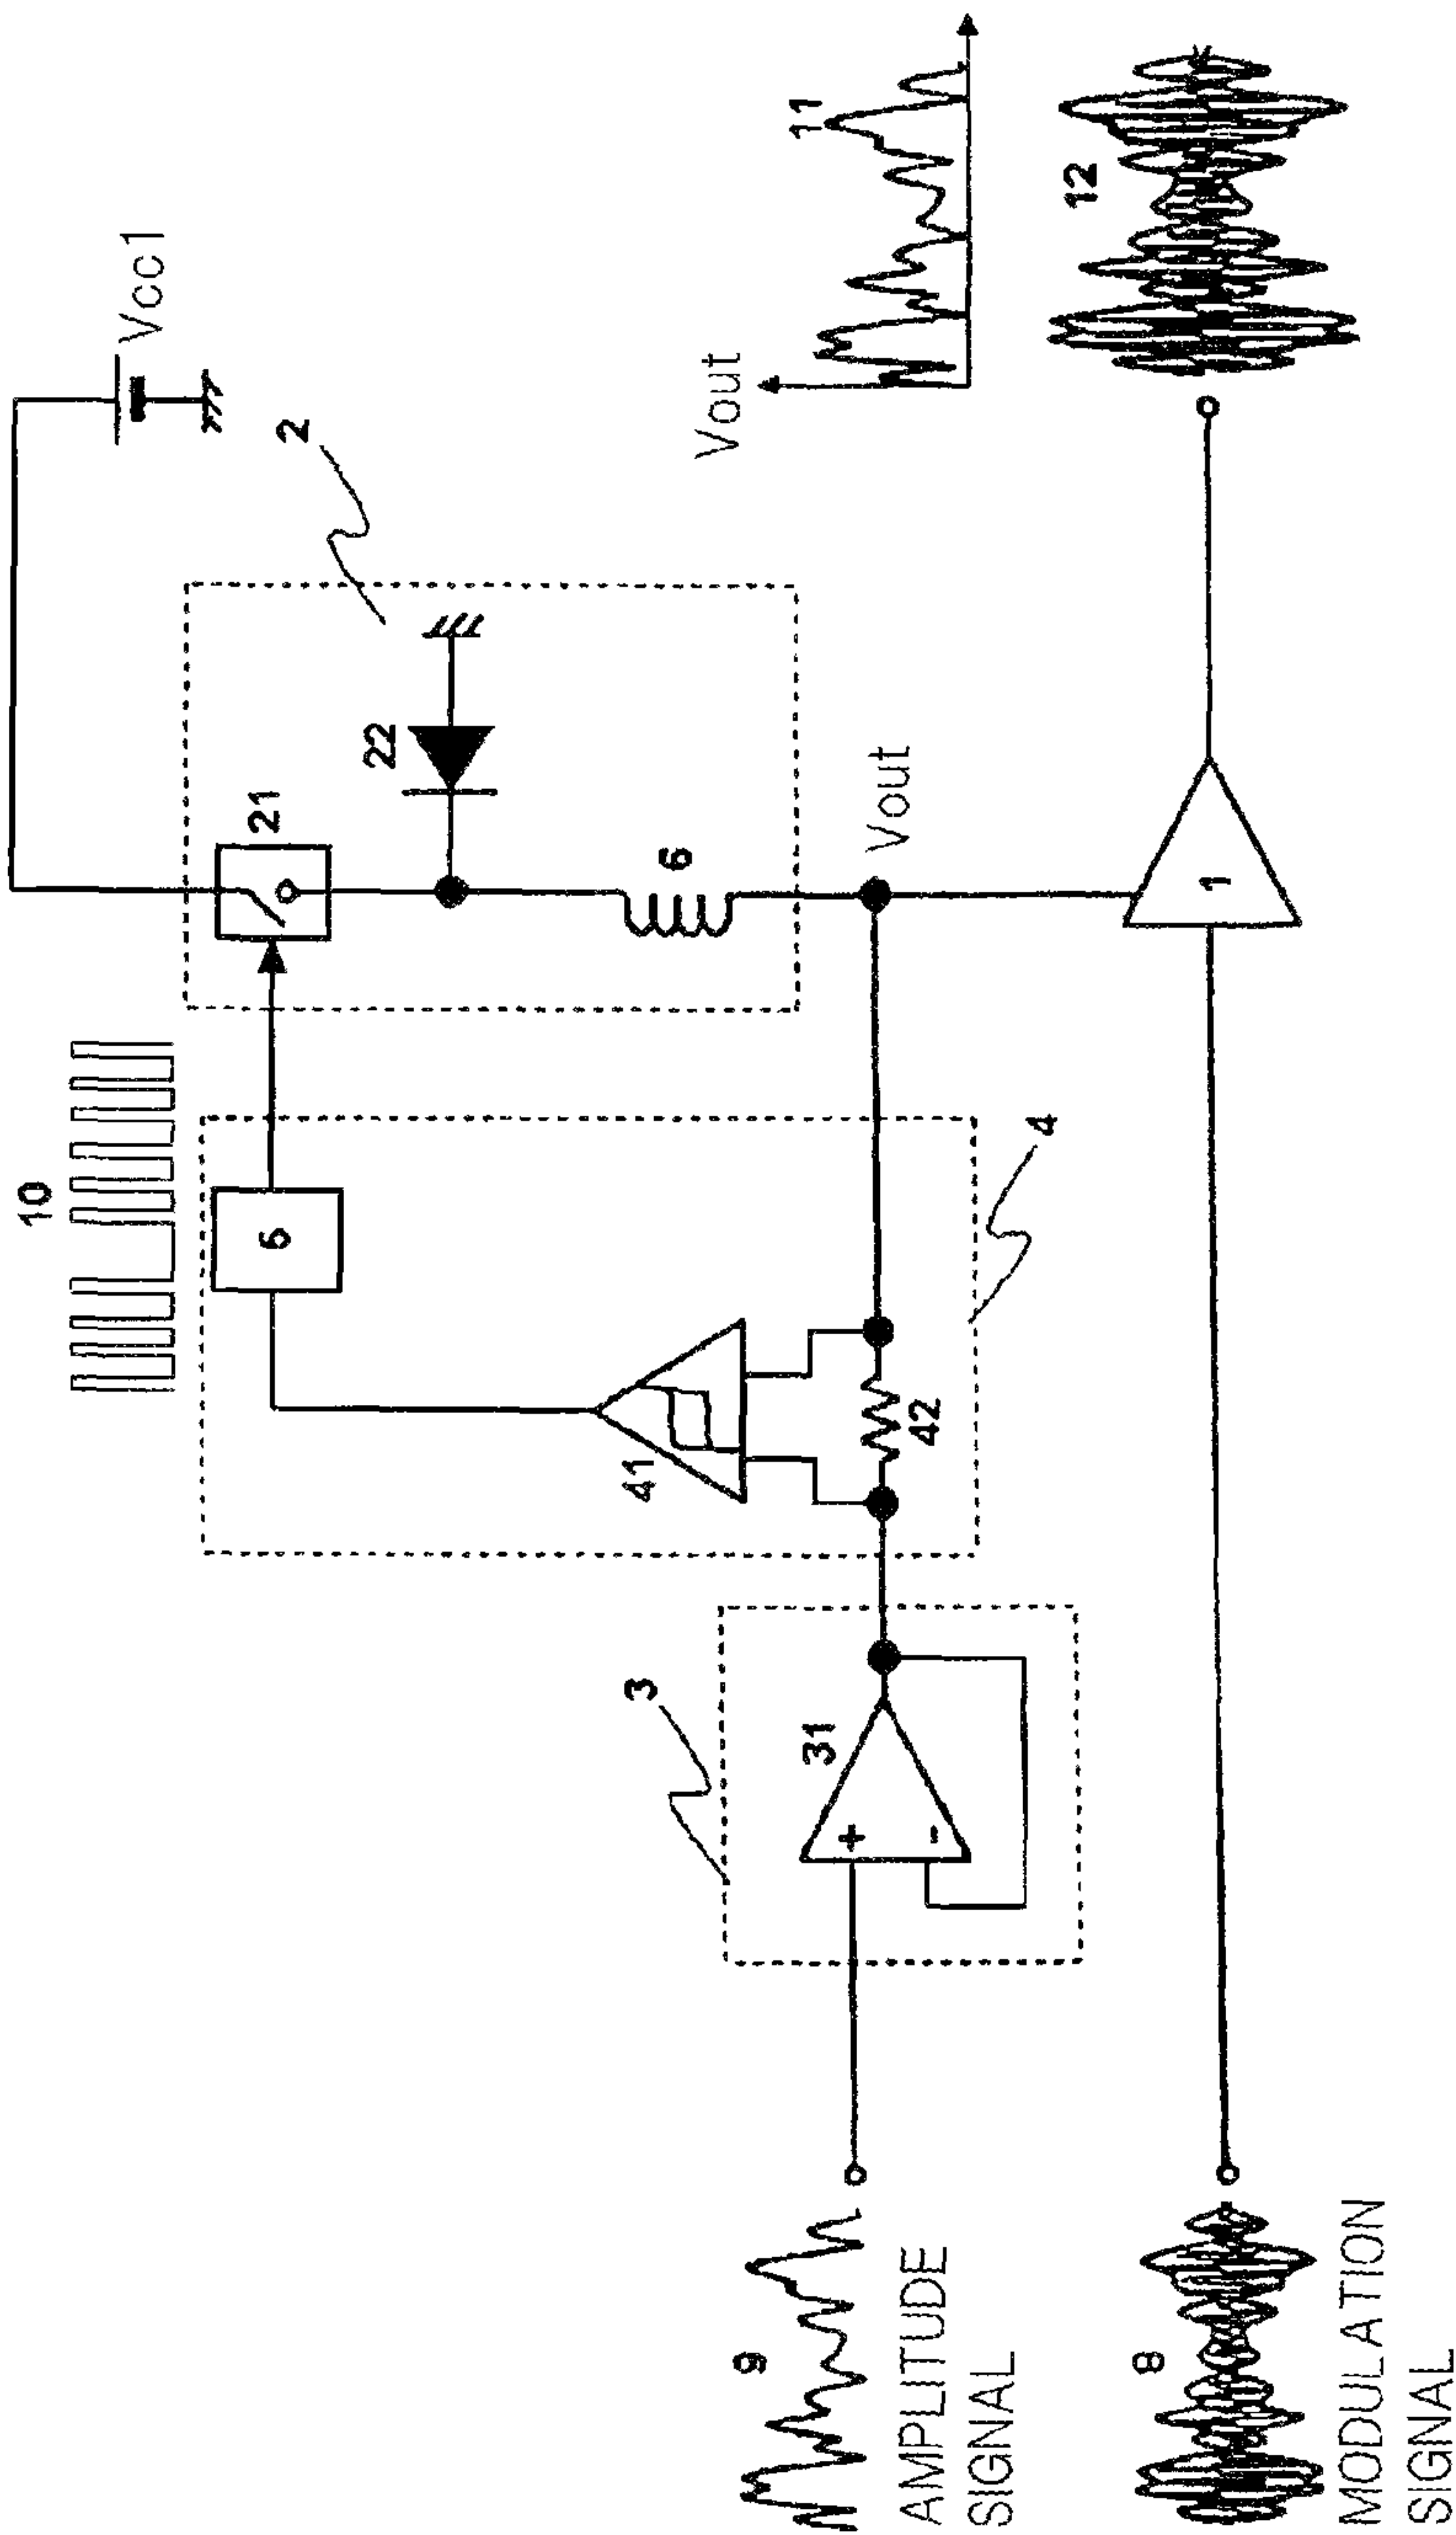 10
Vcc1
21
5
2
22
3
41
6
Vout
9
11
31
+
-
Vout
42
AMPLITUDE
SIGNAL
4
12
8
1
MODULATION
SIGNAL